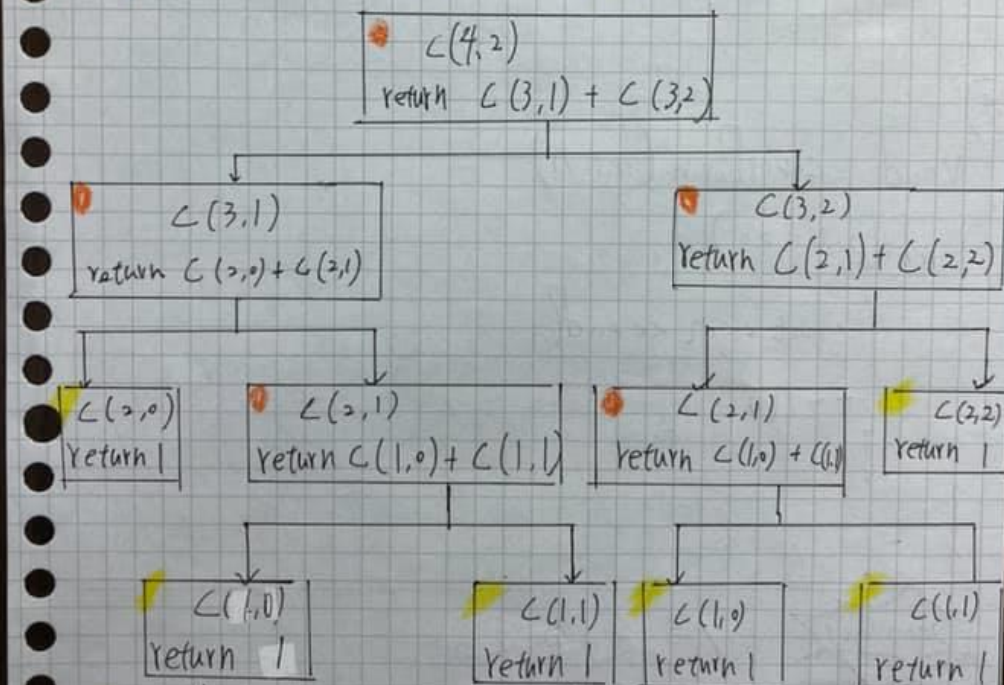 C(4,2)
return C(3,1) + C(3,2)
C(3,1)
return C(2,0) + C(2,1)
C(3,2)
return C(2,1) + C(2,2)
C(2,0)
return 1
C(2,1)
return C(1,0) + C(1,1)
C(2,1)
return C(1,0) + C(1,1)
C(2,2)
return 1
C(1,0)
return 1
C(1,1)
return 1
C(1,0)
return 1
C(1,1)
return 1